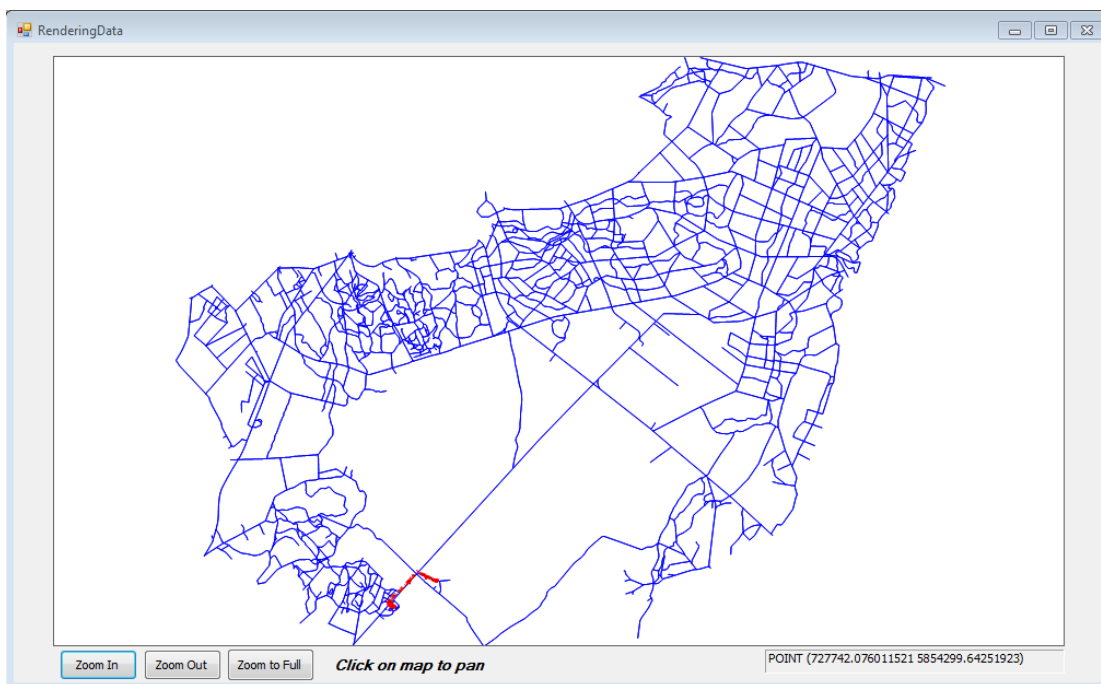 RenderingData
Zoom In
Zoom Out
Zoom to Full
Click on map to pan
POINT (727742.076011521 5854299.64251923)